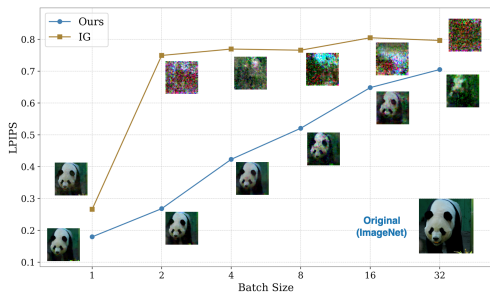 Ours
IG
0.8
0.7
0.6
0.5
0.4
0.3
0.2
0.1
LPIPS
Original
(ImageNet)
1 2 4 8 16 32
Batch Size